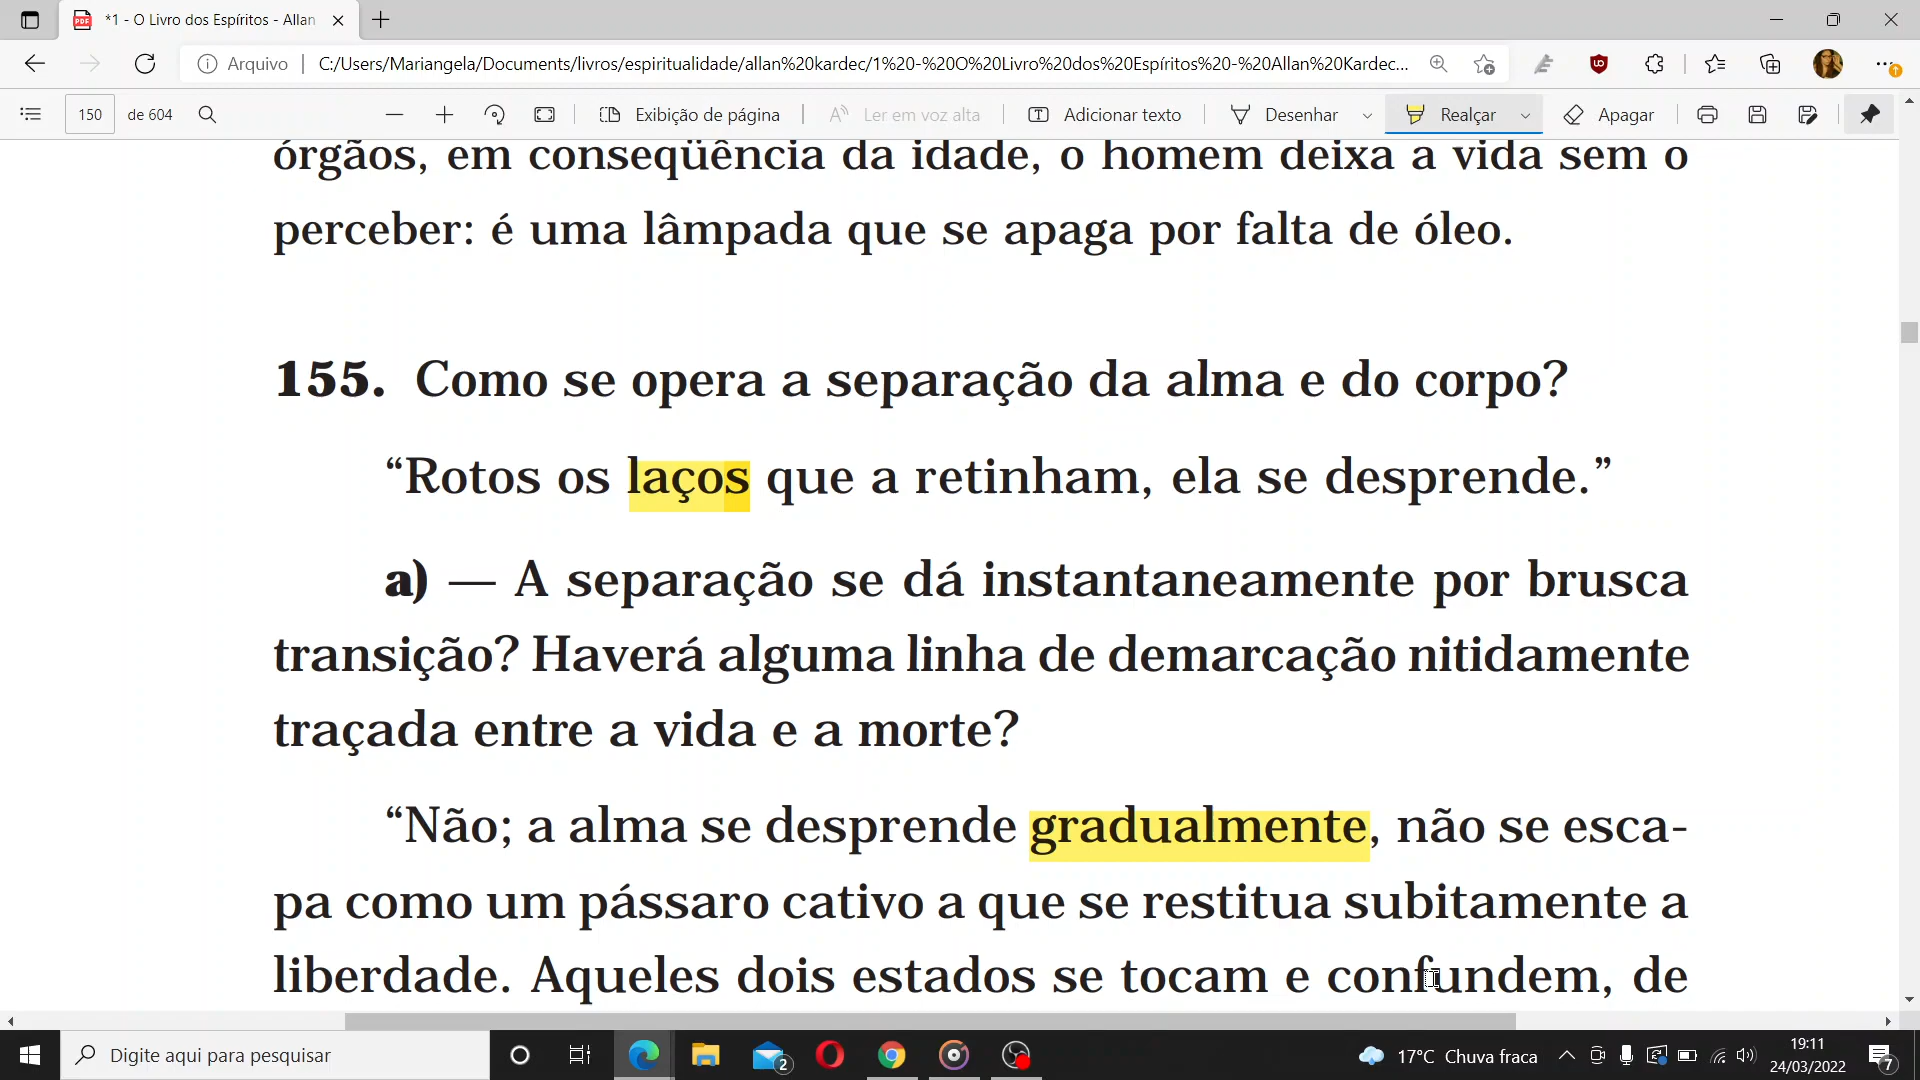 *1 - O Livro dos Espíritos - Allan
Arquivo
C:/Users/Mariangela/Documents/livros/espiritualidade/allan%20kardec/1%20-%20O%20Livro%20dos%20Espíritos%20-%20Allan%20Kardec...
150 de 604
Exibição de página
Ler em voz alta
Adicionar texto
Desenhar
Realçar
Apagar
órgãos, em conseqüência da idade, o homem deixa a vida sem o
perceber: é uma lâmpada que se apaga por falta de óleo.
155. Como se opera a separação da alma e do corpo?
“Rotos os laços que a retinham, ela se desprende.”
a) — A separação se dá instantaneamente por brusca
transição? Haverá alguma linha de demarcação nitidamente
traçada entre a vida e a morte?
“Não; a alma se desprende gradualmente, não se esca-
pa como um pássaro cativo a que se restitua subitamente a
liberdade. Aqueles dois estados se tocam e confundem, de
Digite aqui para pesquisar
2
17°C Chuva fraca
19:11
24/03/2022
7